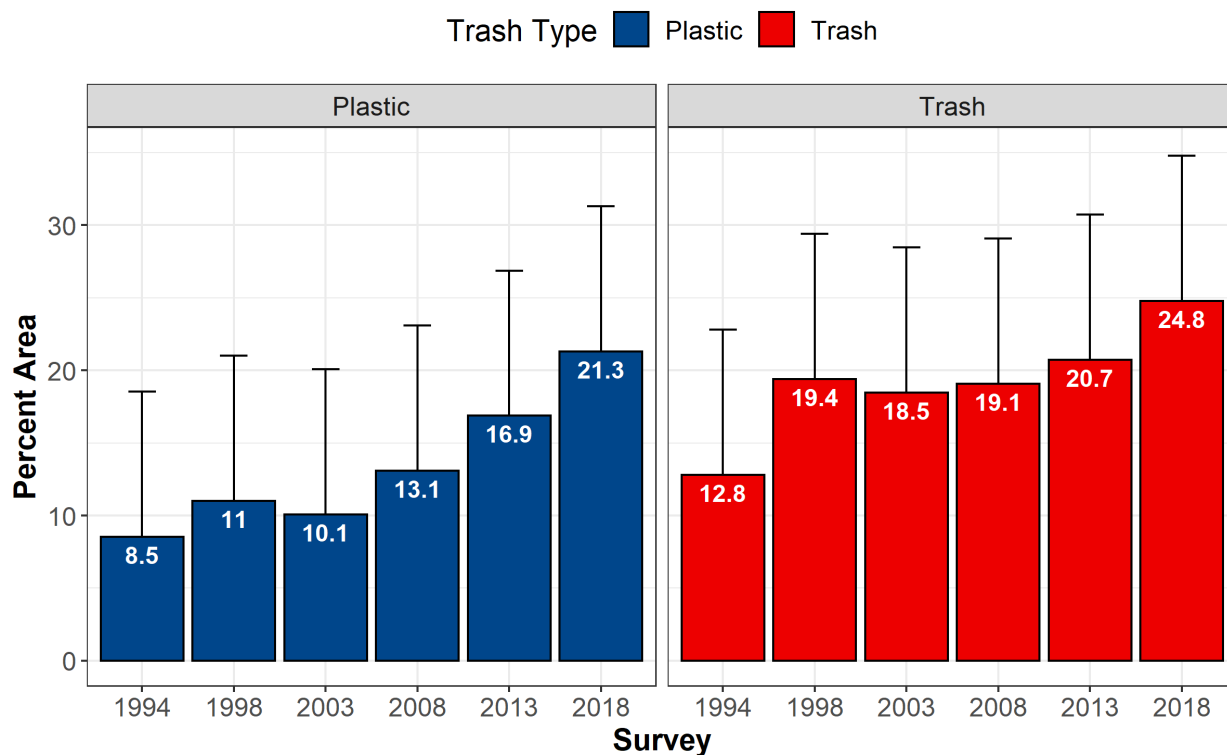 Trash Type Plastic Trash
Plastic Trash
30
20
10
0
Percent Area
8.5 11 10.1 13.1 16.9 21.3
12.8 19.4 18.5 19.1 20.7 24.8
1994 1998 2003 2008 2013 2018 1994 1998 2003 2008 2013 2018
Survey